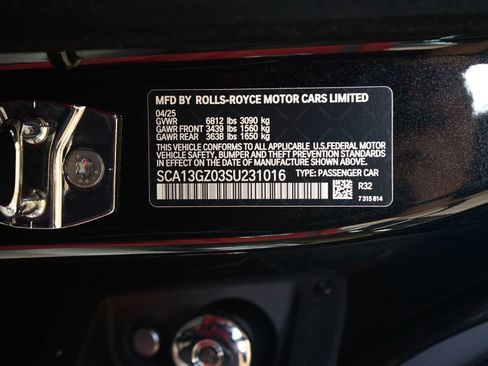 MFD BY ROLLS-ROYCE MOTOR CARS LIMITED
04/25
GVWR 6812 lbs 3090 kg
GAWR FRONT 3439 lbs 1560 kg
GAWR REAR 3638 lbs 1650 kg
THIS VEHICLE CONFORMS TO ALL APPLICABLE U.S.FEDERAL MOTOR
VEHICLE SAFETY, BUMPER AND THEFT PREVENTION STANDARDS IN
EFFECT ON THE DATE OF MANUFACTURE SHOWN ABOVE.
SCA13GZ03SU231016 TYPE: PASSENGER CAR
R32
7 315 814